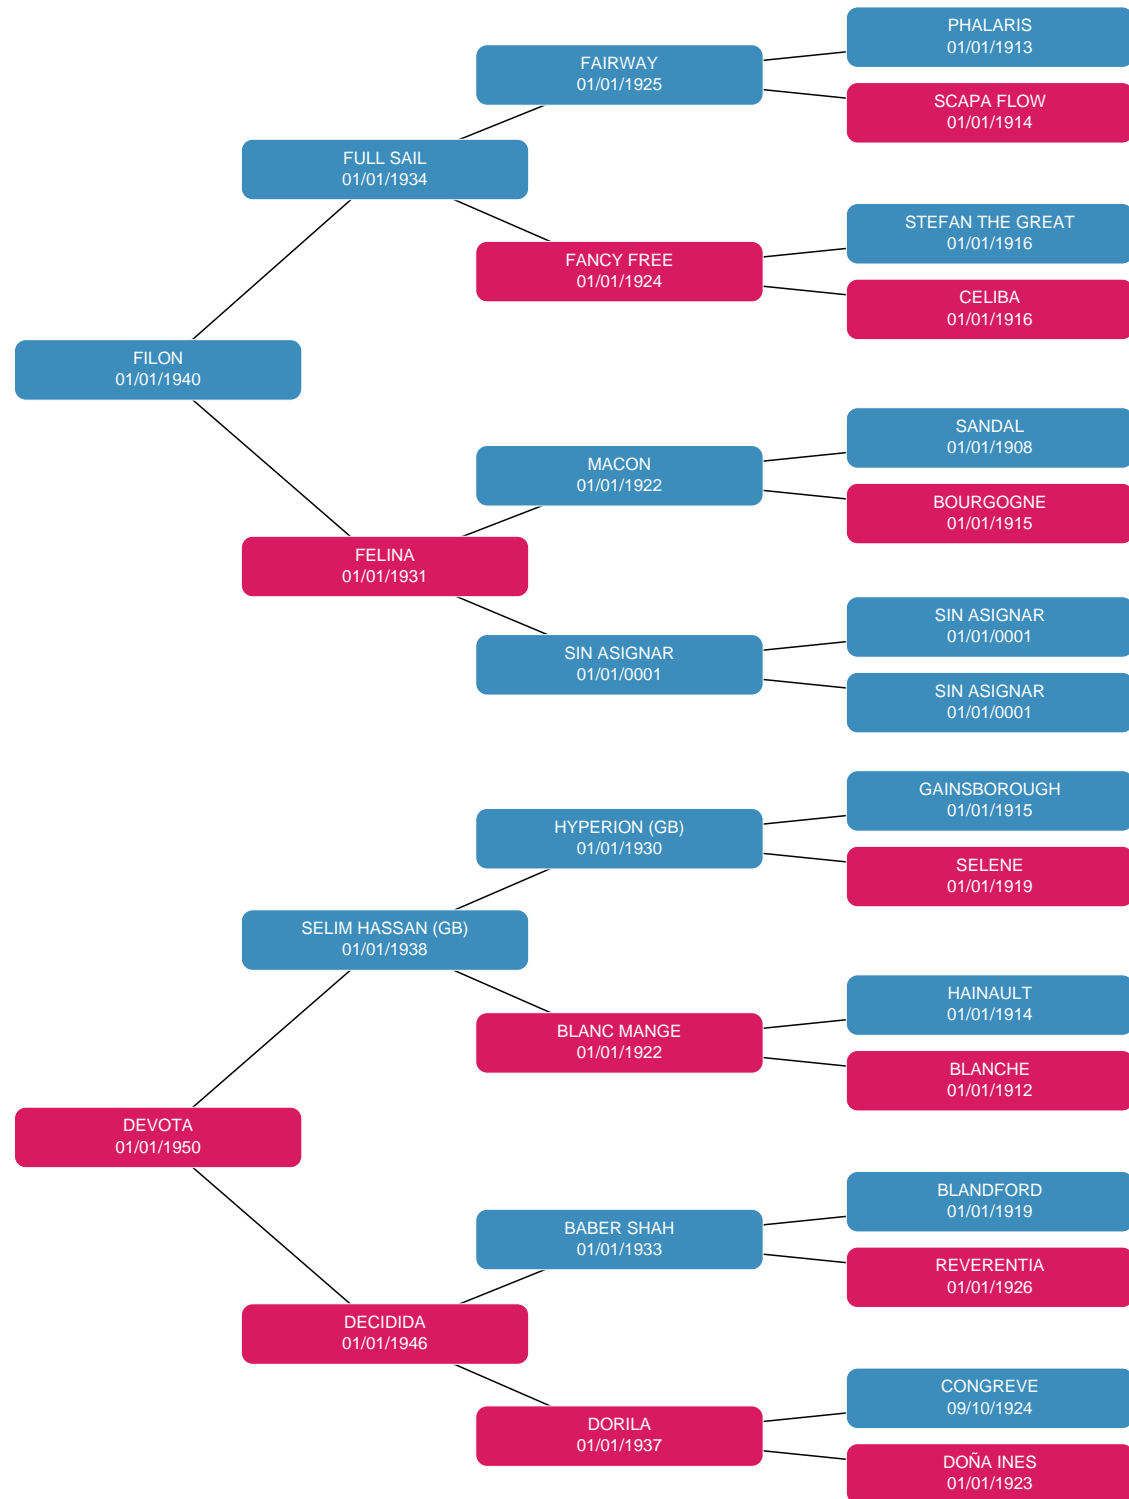 PHALARIS
01/01/1913
FAIRWAY
01/01/1925
SCAPA FLOW
01/01/1914
FULL SAIL
01/01/1934
STEFAN THE GREAT
01/01/1916
FANCY FREE
01/01/1924
CELIBA
01/01/1916
FILON
01/01/1940
SANDAL
01/01/1908
MACON
01/01/1922
BOURGOGNE
01/01/1915
FELINA
01/01/1931
SIN ASIGNAR
01/01/0001
SIN ASIGNAR
01/01/0001
SIN ASIGNAR
01/01/0001
GAINSBOROUGH
01/01/1915
HYPERION (GB)
01/01/1930
SELENE
01/01/1919
SELIM HASSAN (GB)
01/01/1938
HAINAULT
01/01/1914
BLANC MANGE
01/01/1922
BLANCHE
01/01/1912
DEVOTA
01/01/1950
BLANDFORD
01/01/1919
BABER SHAH
01/01/1933
REVERENTIA
01/01/1926
DECIDIDA
01/01/1946
CONGREVE
09/10/1924
DORILA
01/01/1937
DOÑA INES
01/01/1923